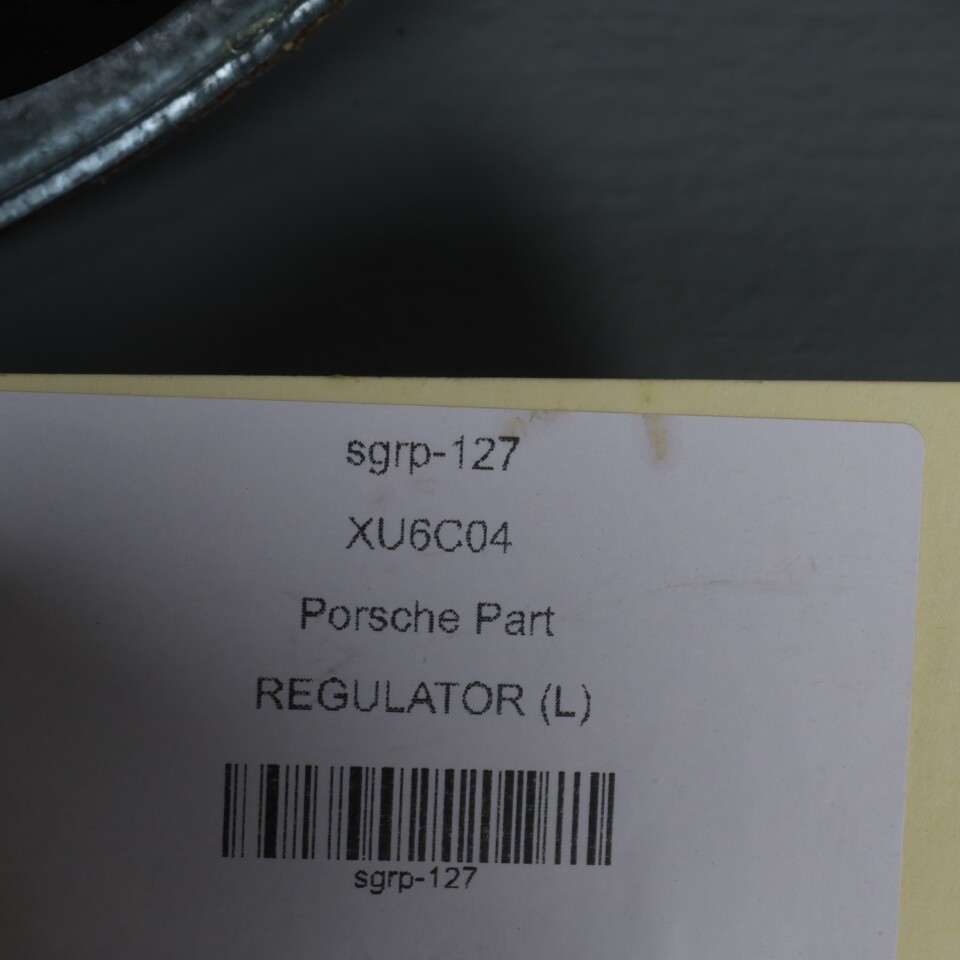 sgrp-127
XU6C04
Porsche Part
REGULATOR (L)
sgrp-127